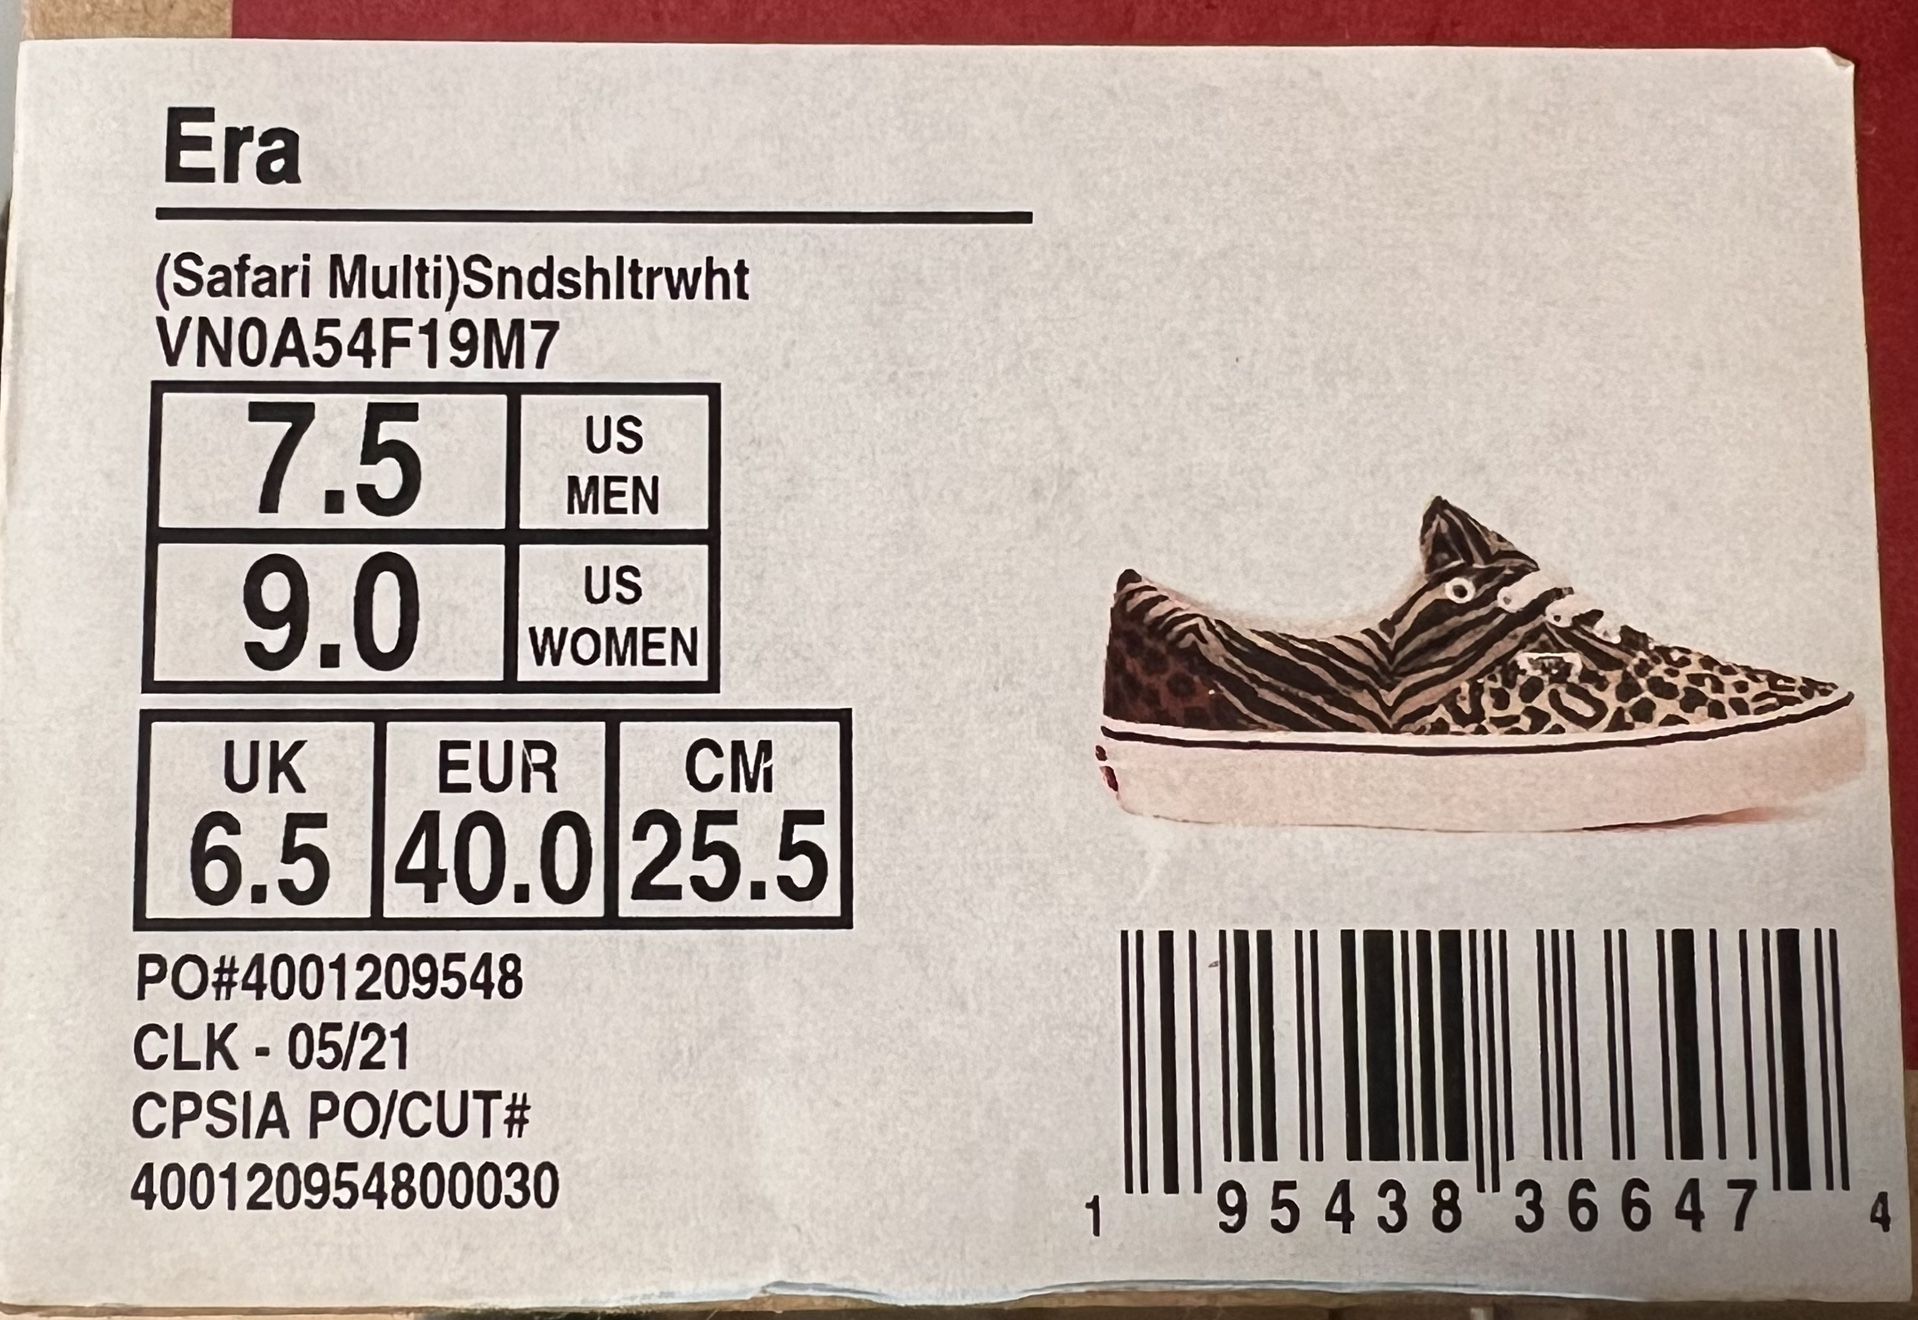 Era
(Safari Multi)Sndshltrwht
VN0A54F19M7
7.5 US MEN
9.0 US WOMEN
UK EUR CM
6.5 40.0 25.5
PO#4001209548
CLK - 05/21
CPSIA PO/CUT#
400120954800030
1 95438 36647 4